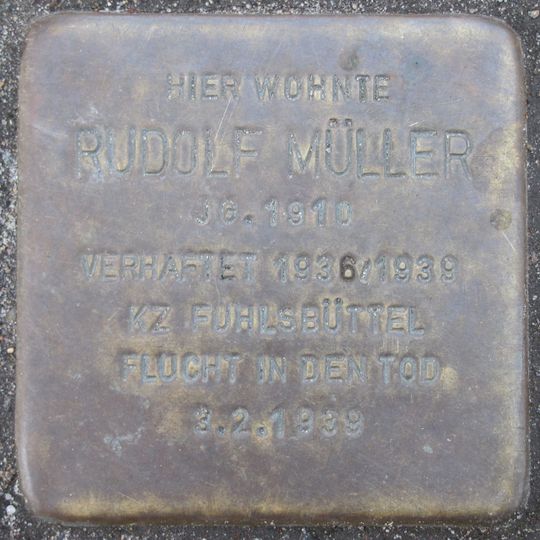 HIER WOHNTE
RUDOLF MÜLLER
JG. 1910
VERHAFTET 1936/1939
KZ FUHLSBÜTTEL
FLUCHT IN DEN TOD
3.2.1939